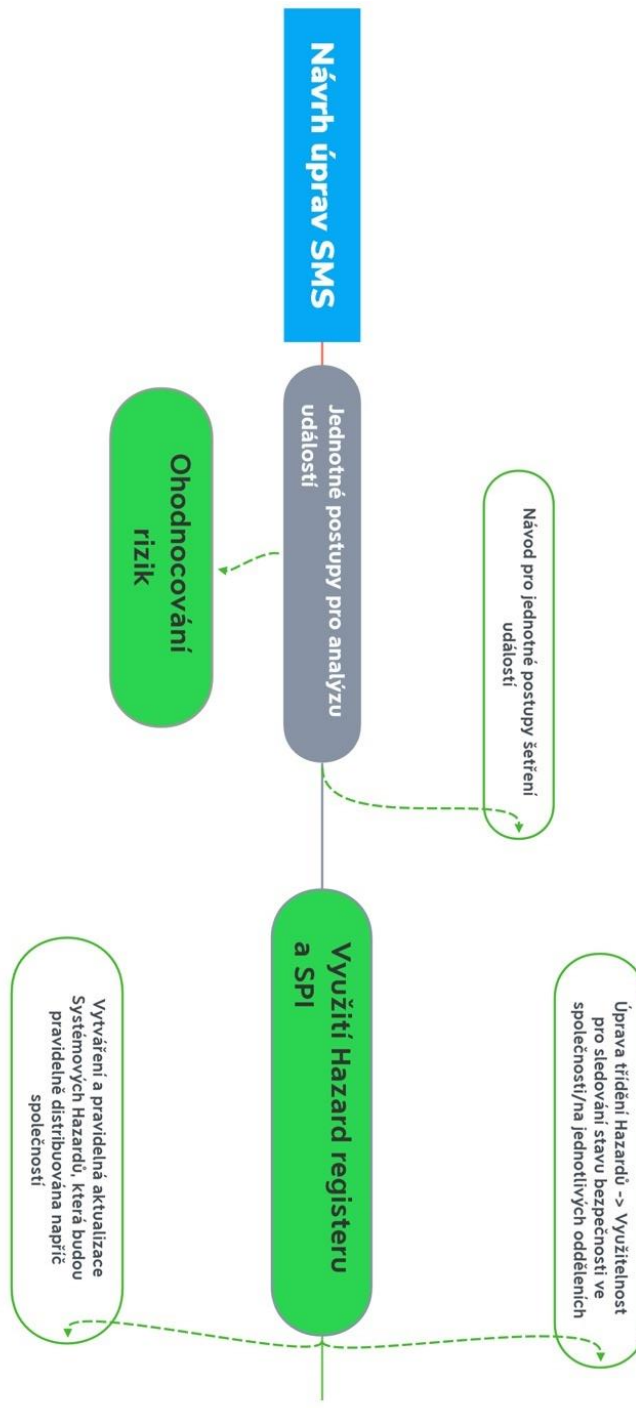 Návrh úprav SMS
Jednotné postupy pro analýzu
událostí
Návod pro jednotné postupy šetření
událostí
Ohodnocování
rizik
Využití Hazard registeru
a SPI
Úprava třídění Hazardů -> Využitelnost
pro sledování stavu bezpečnosti ve
společnosti/na jednotlivých odděleních
Vytváření a pravidelná aktualizace
Systémových Hazardů, která budou
pravidelně distribuována napříč
společností